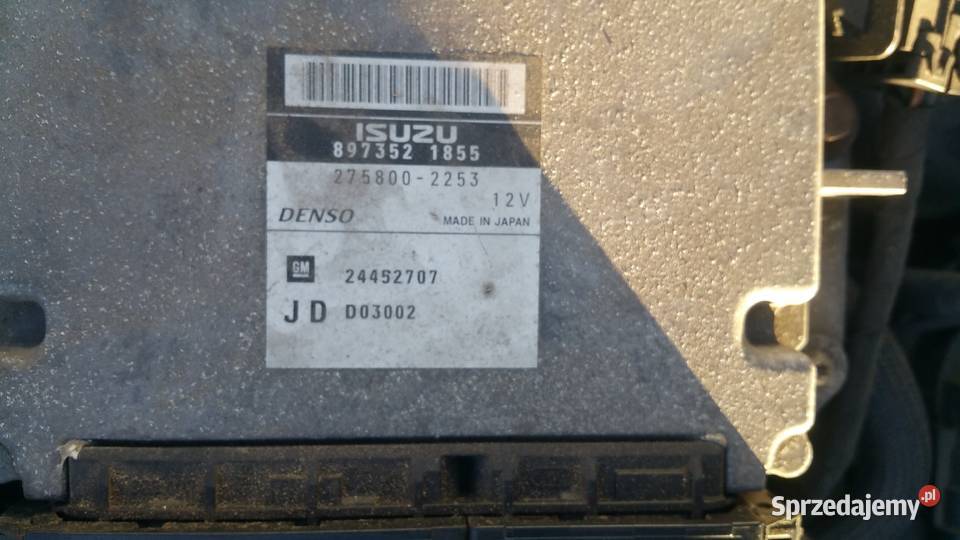 ISUZU
897352 1855
275800-2253
12V
DENSO MADE IN JAPAN
GM 24452707
JD D03002
Sprzedajemy.pl